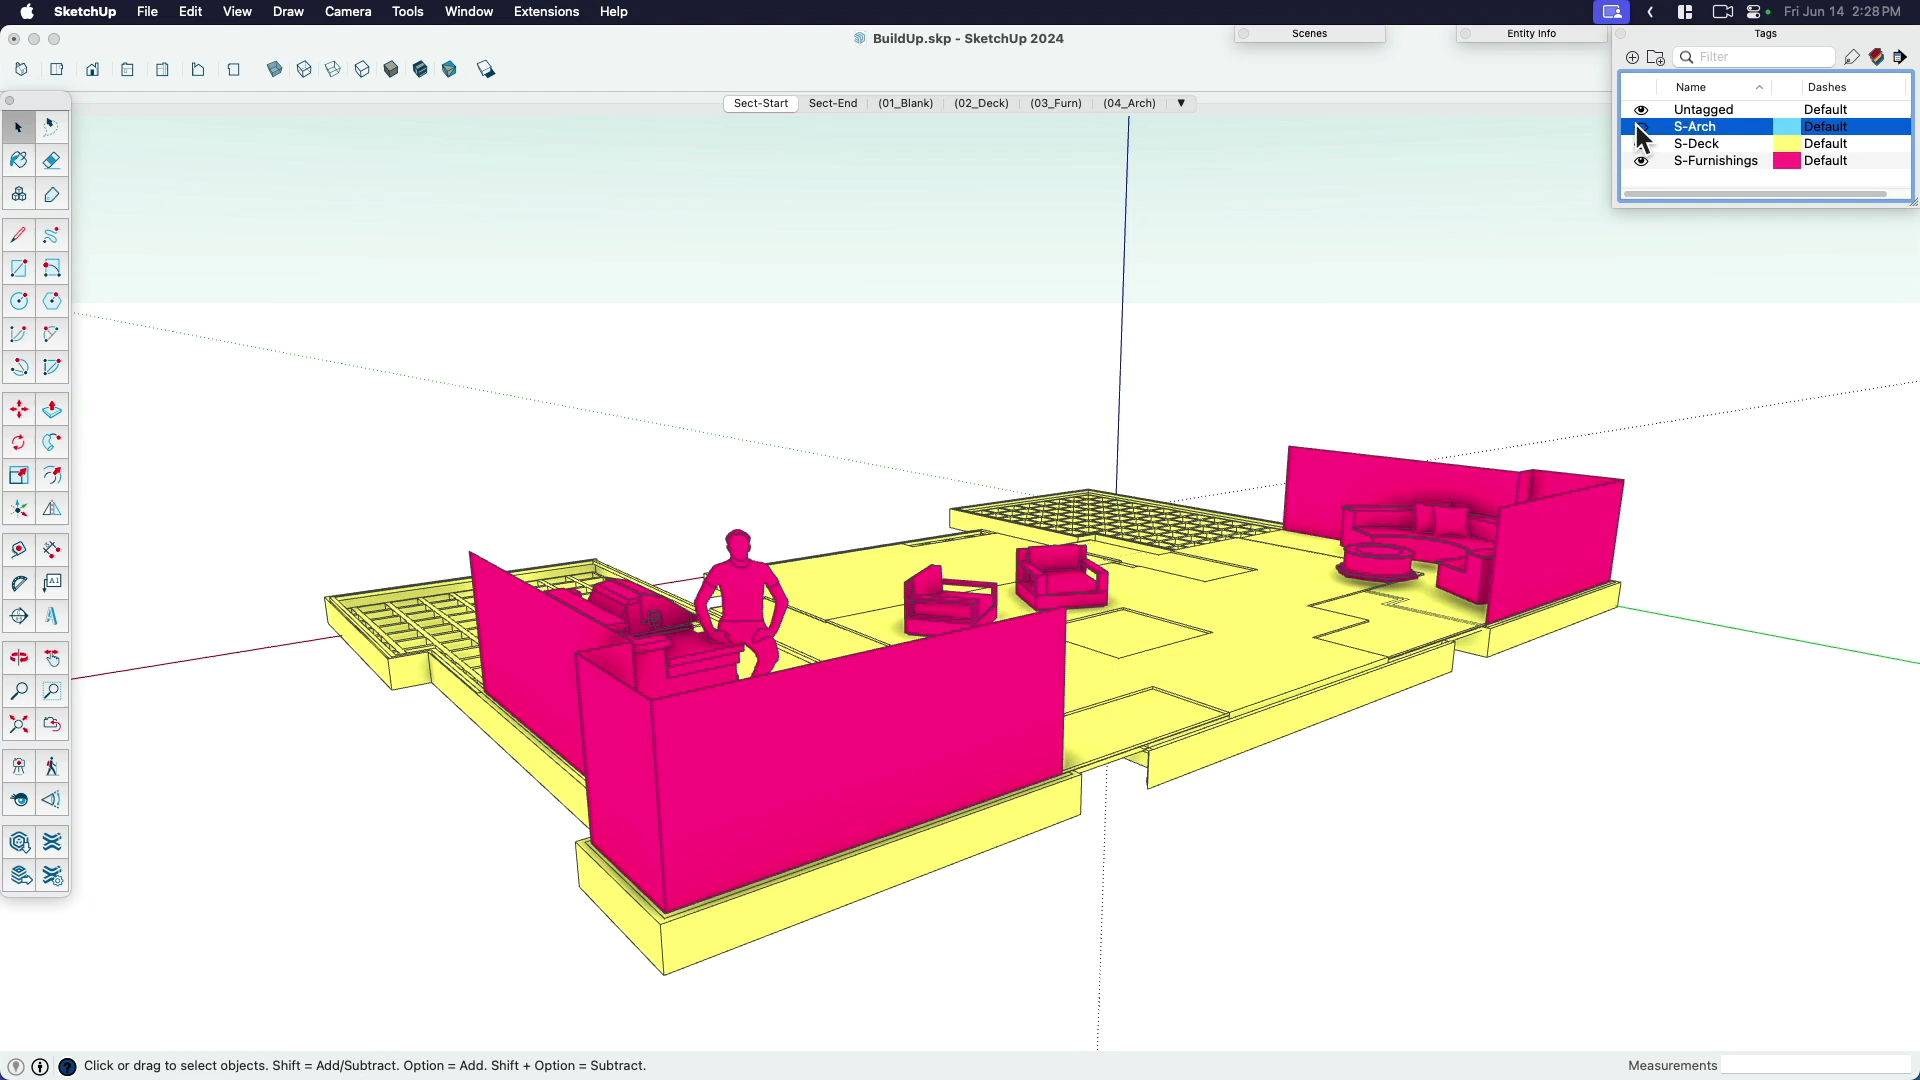 SketchUp File Edit View Draw Camera Tools Window Extensions Help
Fri Jun 14 2:28 PM
BuildUp.skp - SketchUp 2024
Scenes
Entity Info
Tags
Filter
Name Dashes
Untagged Default
S-Arch Default
S-Deck Default
S-Furnishings Default
Sect-Start Sect-End (01_Blank) (02_Deck) (03_Furn) (04_Arch)
A1
A
Click or drag to select objects. Shift = Add/Subtract. Option = Add. Shift + Option = Subtract.
Measurements